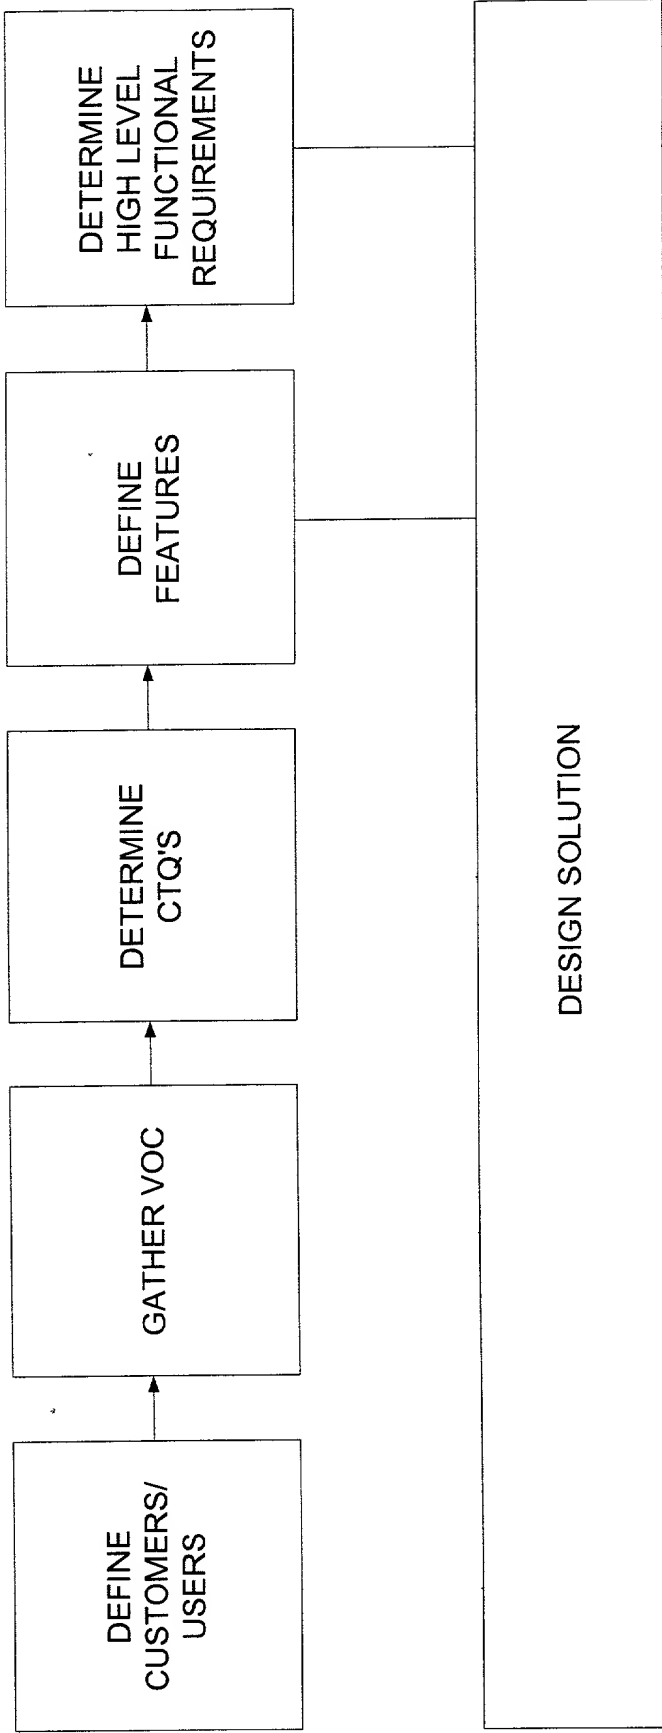 DEFINE
CUSTOMERS/
USERS
GATHER VOC
DETERMINE
CTQ'S
DEFINE
FEATURES
DETERMINE
HIGH LEVEL
FUNCTIONAL
REQUIREMENTS
DESIGN SOLUTION